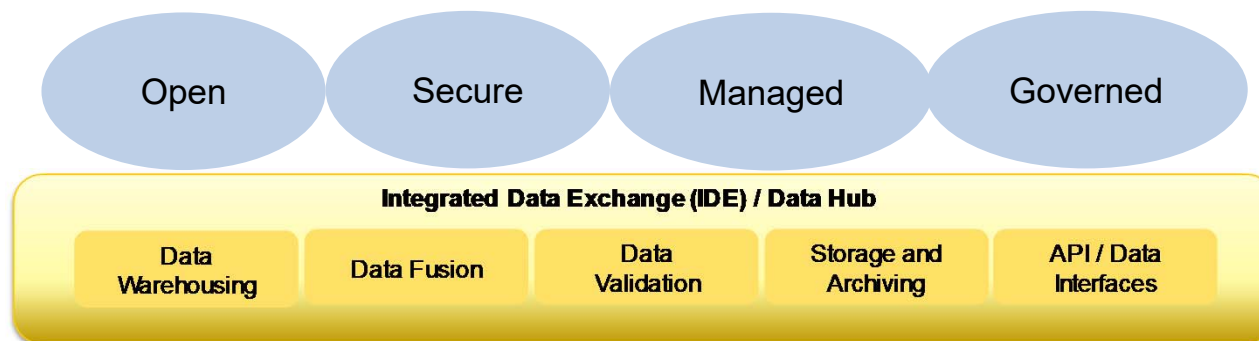 Open
Secure
Managed
Governed
Integrated Data Exchange (IDE) / Data Hub
Data
Warehousing
Data Fusion
Data
Validation
Storage and
Archiving
API / Data
Interfaces